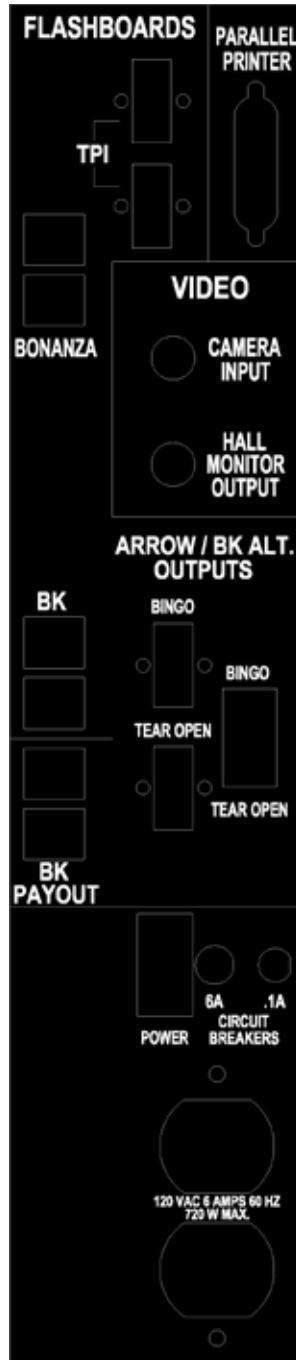 FLASHBOARDS
PARALLEL
PRINTER
TPI
BONANZA
VIDEO
CAMERA
INPUT
HALL
MONITOR
OUTPUT
ARROW / BK ALT.
OUTPUTS
BK
BINGO
BINGO
TEAR OPEN
TEAR OPEN
BK
PAYOUT
6A
.1A
CIRCUIT
BREAKERS
POWER
120 VAC 6 AMPS 60 HZ
720 W MAX.